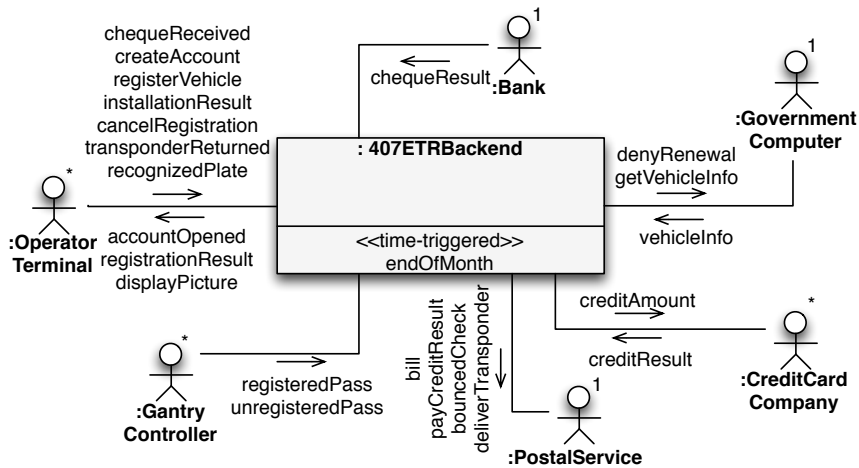 chequeReceived
createAccount
registerVehicle
installationResult
cancelRegistration
transponderReturned
recognizedPlate
*
:Operator
Terminal
accountOpened
registrationResult
displayPicture
1
chequeResult
:Bank
: 407ETRBackend
<<time-triggered>>
endOfMonth
1
:Government
Computer
denyRenewal
getVehicleInfo
vehicleInfo
*
:Gantry
Controller
registeredPass
unregisteredPass
bill
payCreditResult
bouncedCheck
deliverTransponder
1
:PostalService
creditAmount
creditResult
*
:CreditCard
Company